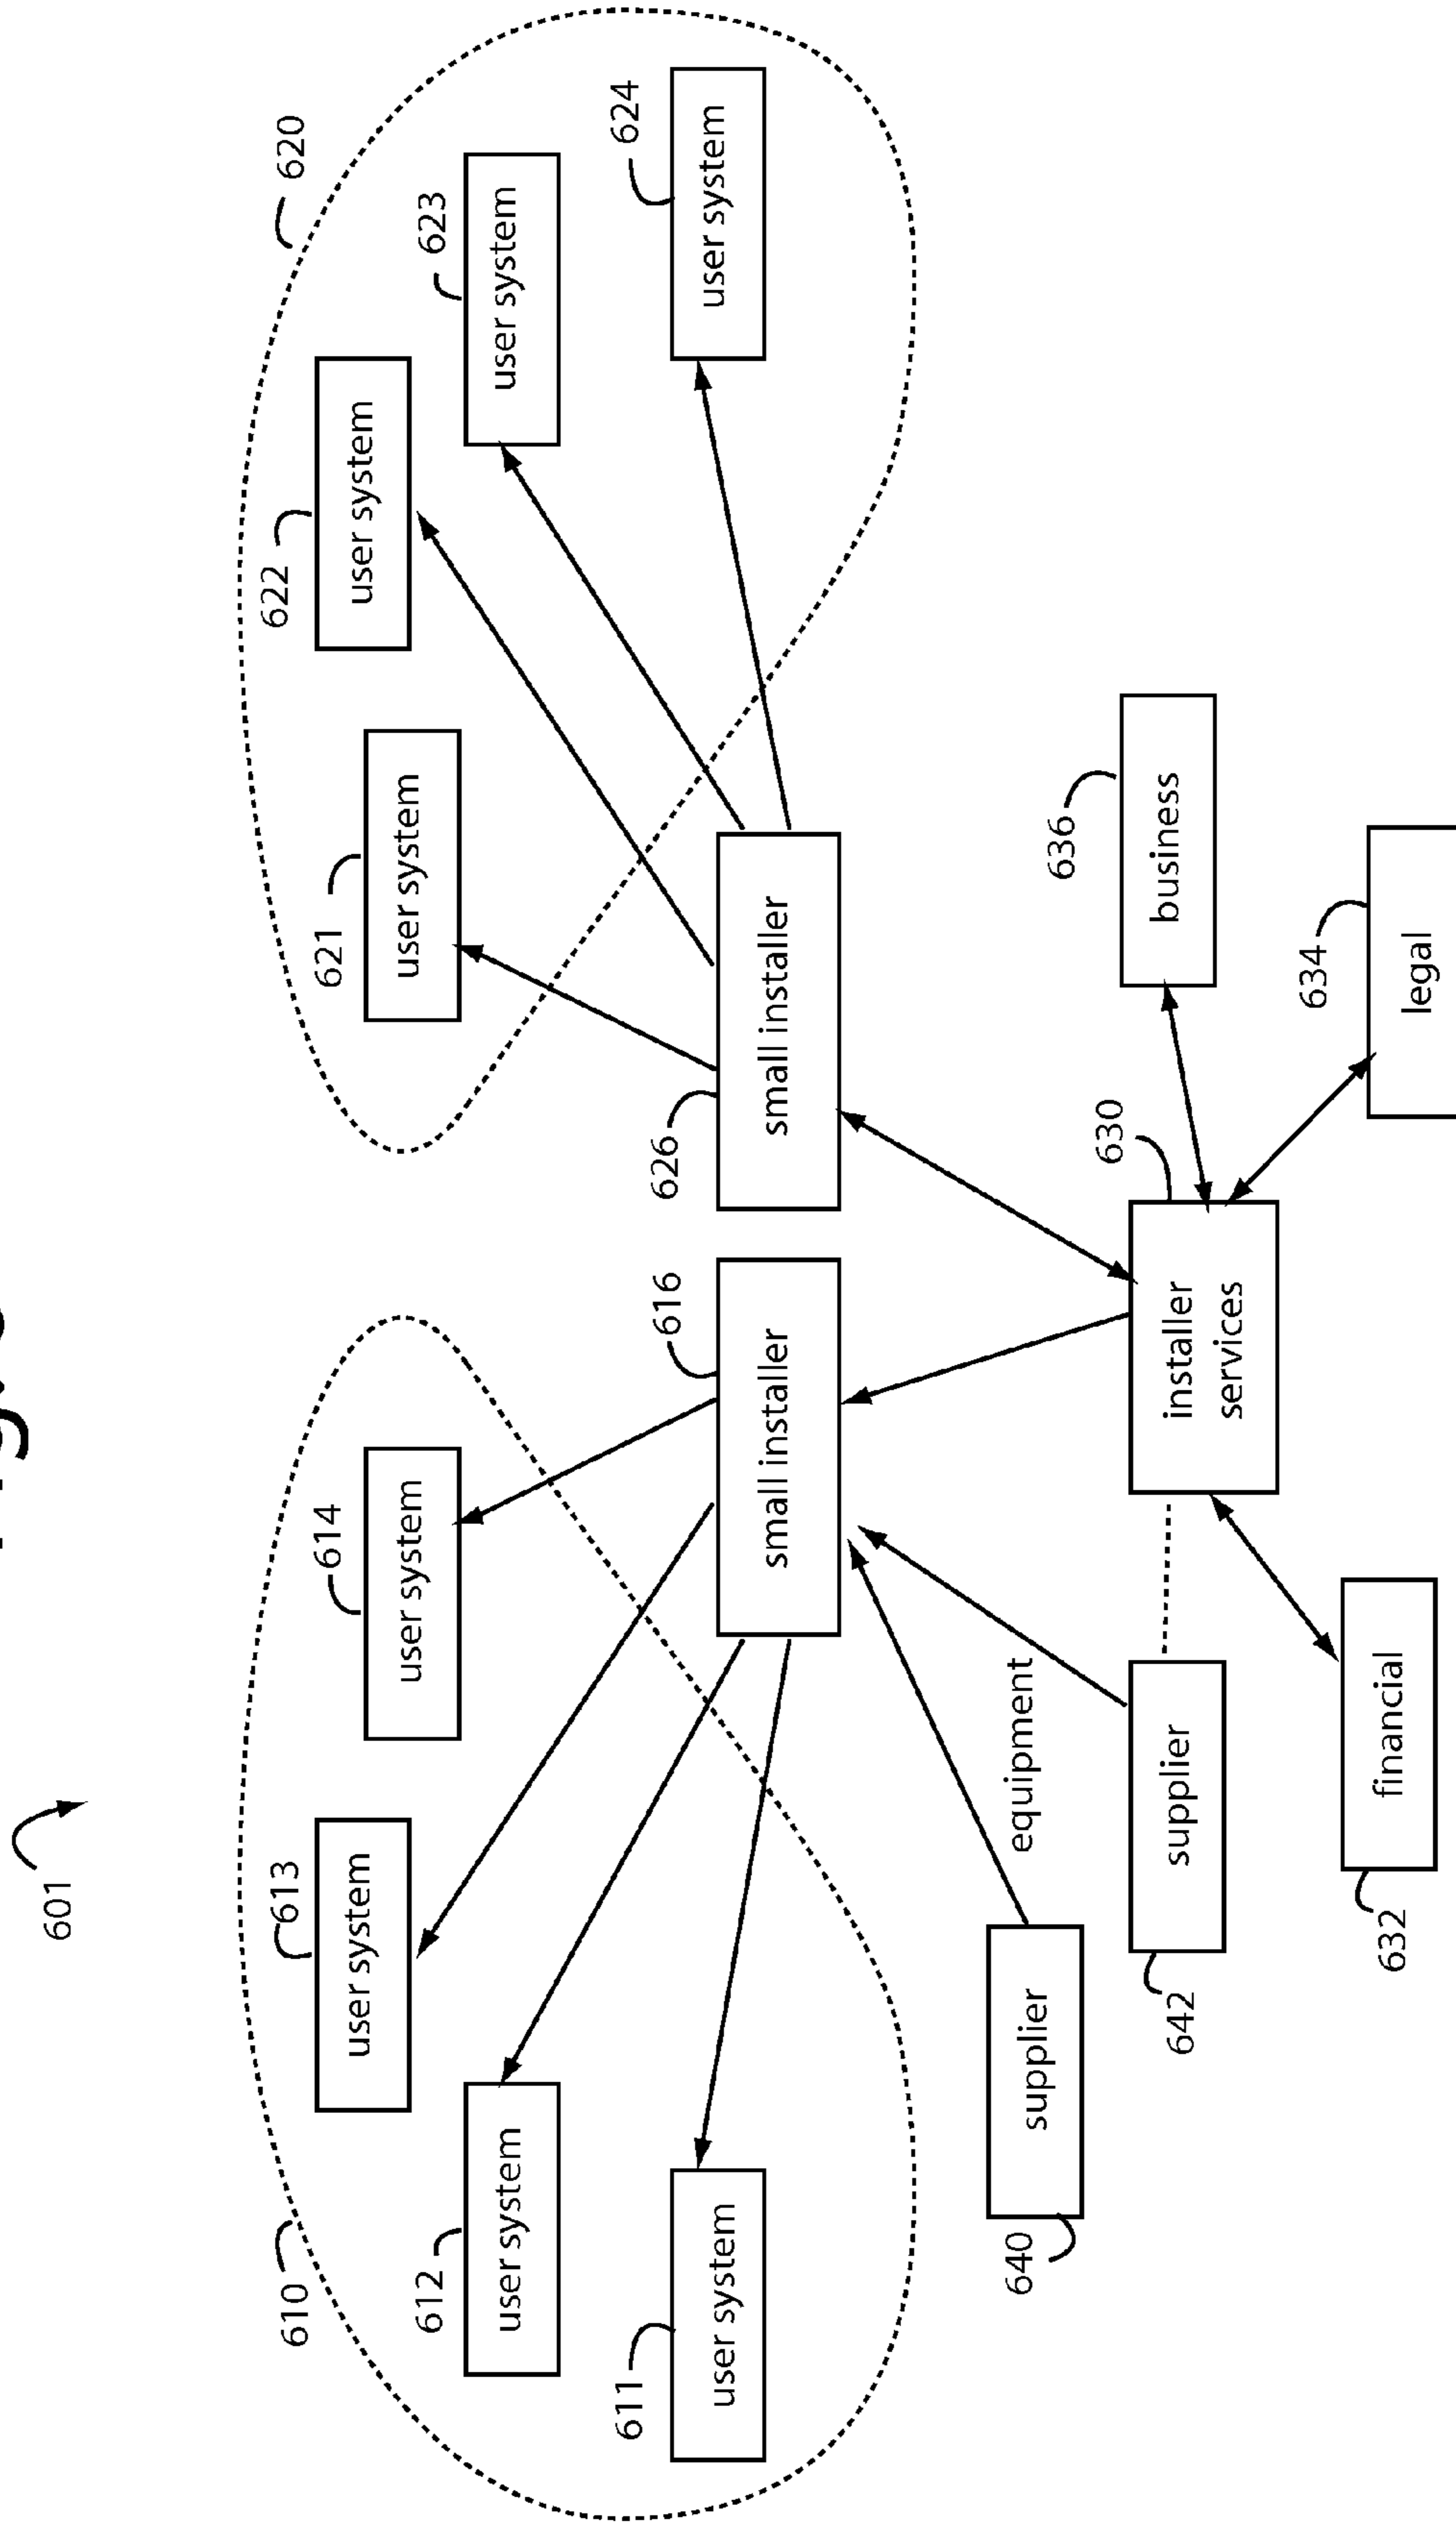 601
610
620
613
user system
622
user system
614
user system
621
user system
612
user system
623
user system
611
user system
624
user system
616
small installer
626
small installer
equipment
640
supplier
642
supplier
630
installer
services
636
business
632
financial
634
legal